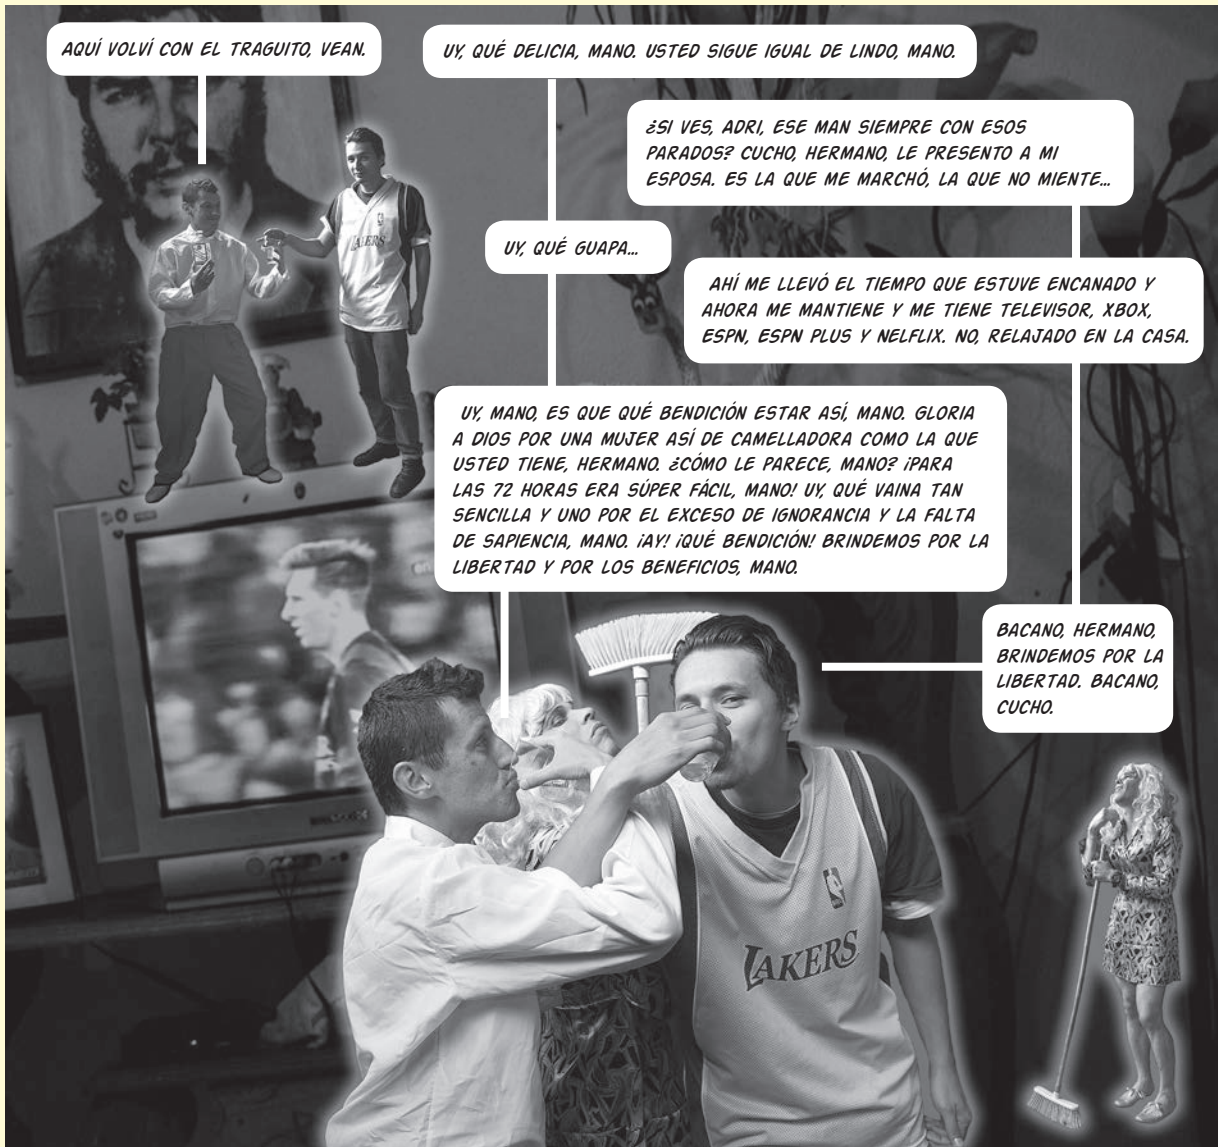 AQUÍ VOLVÍ CON EL TRAGUITO, VEAN.
UY, QUÉ DELICIA, MANO. USTED SIGUE IGUAL DE LINDO, MANO.
¿SI VES, ADRI, ESE MAN SIEMPRE CON ESOS
PARADOS? CUCHO, HERMANO, LE PRESENTO A MI
ESPOSA. ES LA QUE ME MARCHÓ, LA QUE NO MIENTE...
UY, QUÉ GUAPA...
AHÍ ME LLEVÓ EL TIEMPO QUE ESTUVE ENCANADO Y
AHORA ME MANTIENE Y ME TIENE TELEVISOR, XBOX,
ESPN, ESPN PLUS Y NELFLIX. NO, RELAJADO EN LA CASA.
UY, MANO, ES QUE QUÉ BENDICIÓN ESTAR ASÍ, MANO. GLORIA
A DIOS POR UNA MUJER ASÍ DE CAMELLADORA COMO LA QUE
USTED TIENE, HERMANO. ¿CÓMO LE PARECE, MANO? ¡PARA
LAS 72 HORAS ERA SÚPER FÁCIL, MANO! UY, QUÉ VAINA TAN
SENCILLA Y UNO POR EL EXCESO DE IGNORANCIA Y LA FALTA
DE SAPIENCIA, MANO. ¡AY! ¡QUÉ BENDICIÓN! BRINDEMOS POR LA
LIBERTAD Y POR LOS BENEFICIOS, MANO.
BACANO, HERMANO,
BRINDEMOS POR LA
LIBERTAD. BACANO,
CUCHO.
LAKERS
LAKERS